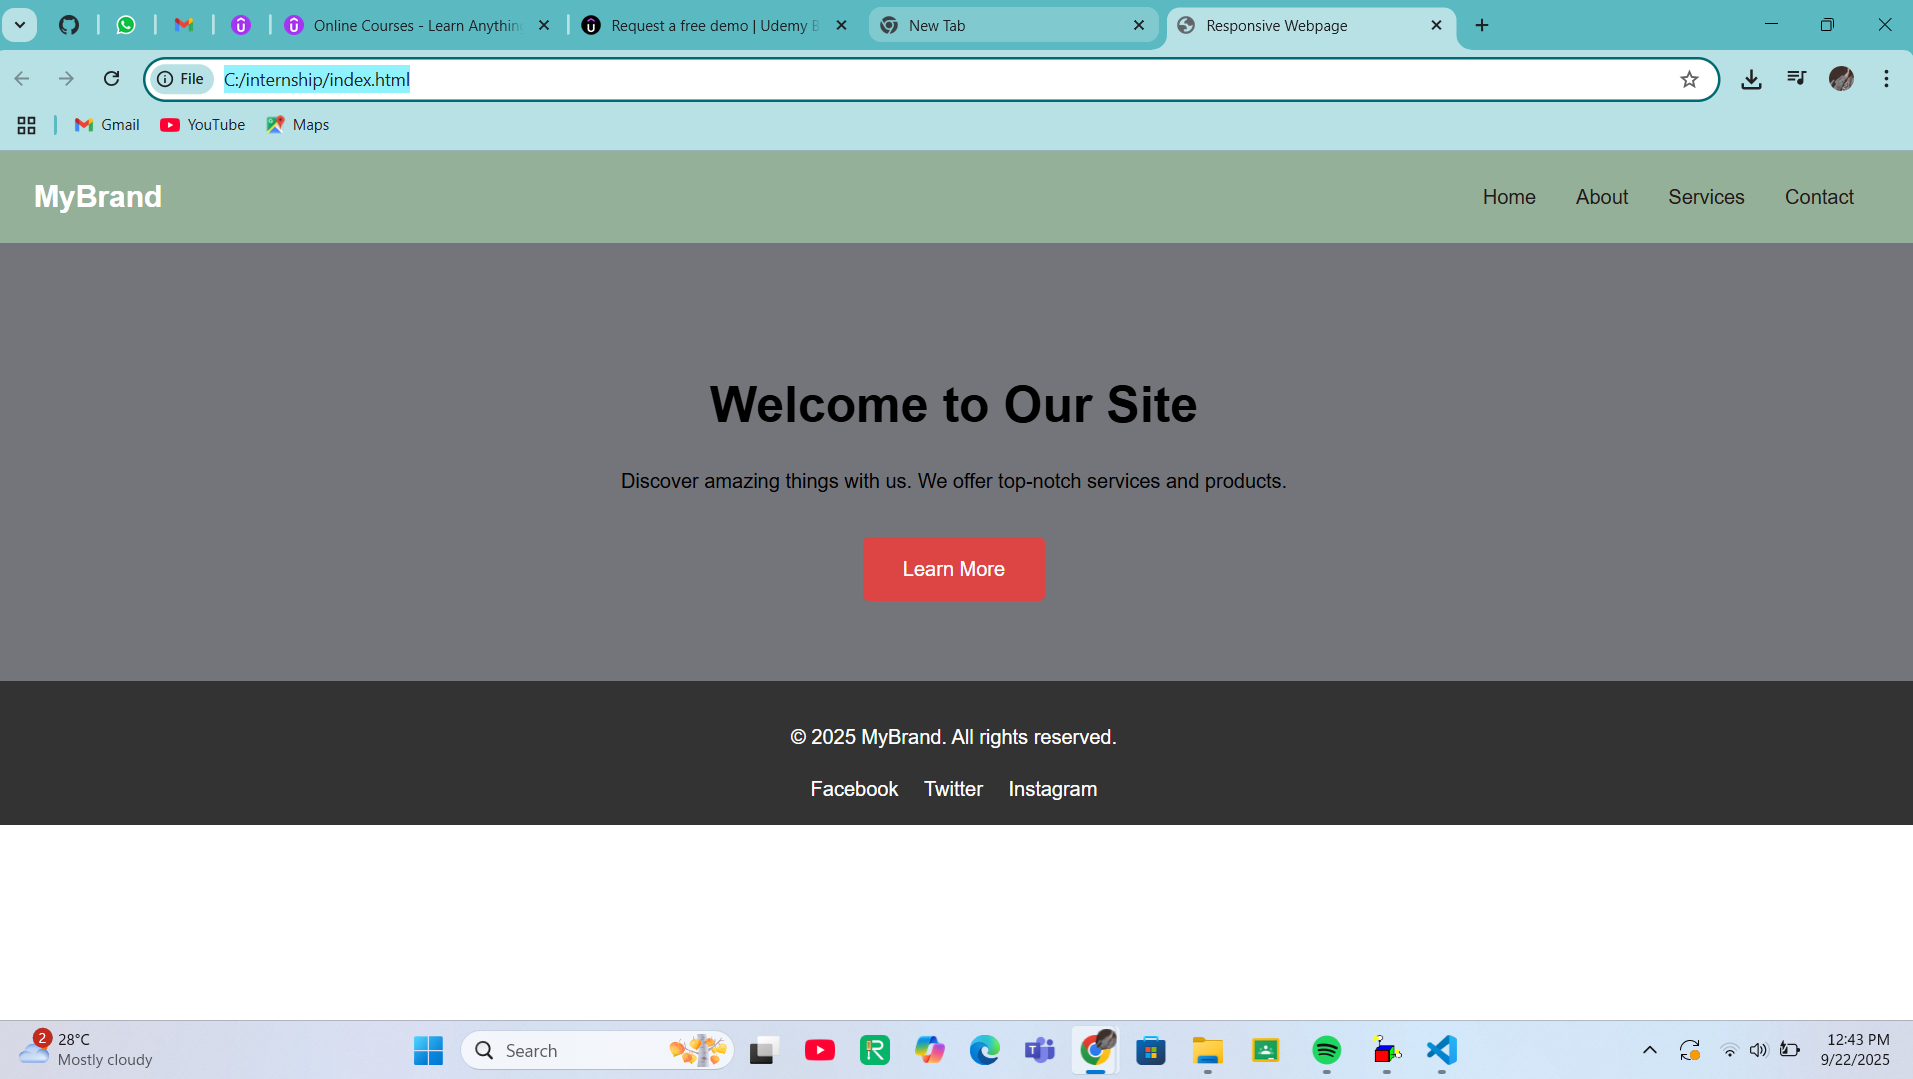 Online Courses - Learn Anythin
Request a free demo | Udemy B
New Tab
Responsive Webpage
File
C:/internship/index.html
Gmail
YouTube
Maps
MyBrand
Home
About
Services
Contact
Welcome to Our Site
Discover amazing things with us. We offer top-notch services and products.
Learn More
© 2025 MyBrand. All rights reserved.
Facebook Twitter Instagram
2
28°C
Mostly cloudy
Search
12:43 PM
9/22/2025